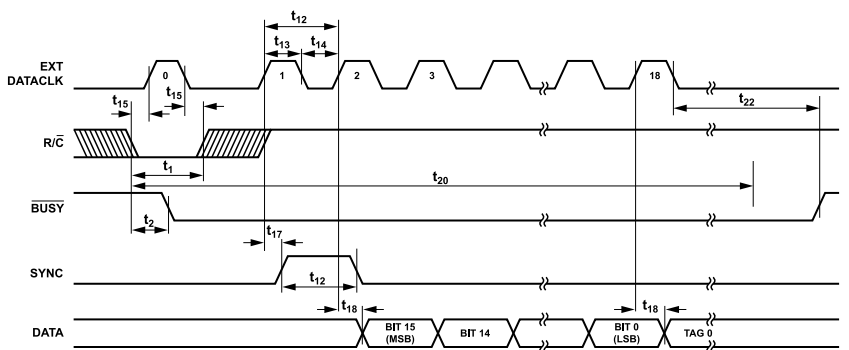 t12
t13
t14
EXT
DATACLK
0
1
2
3
18
t15
t15
t22
R/C
t1
t20
BUSY
t2
t17
SYNC
t12
t18
t18
DATA
BIT 15
(MSB)
BIT 14
BIT 0
(LSB)
TAG 0